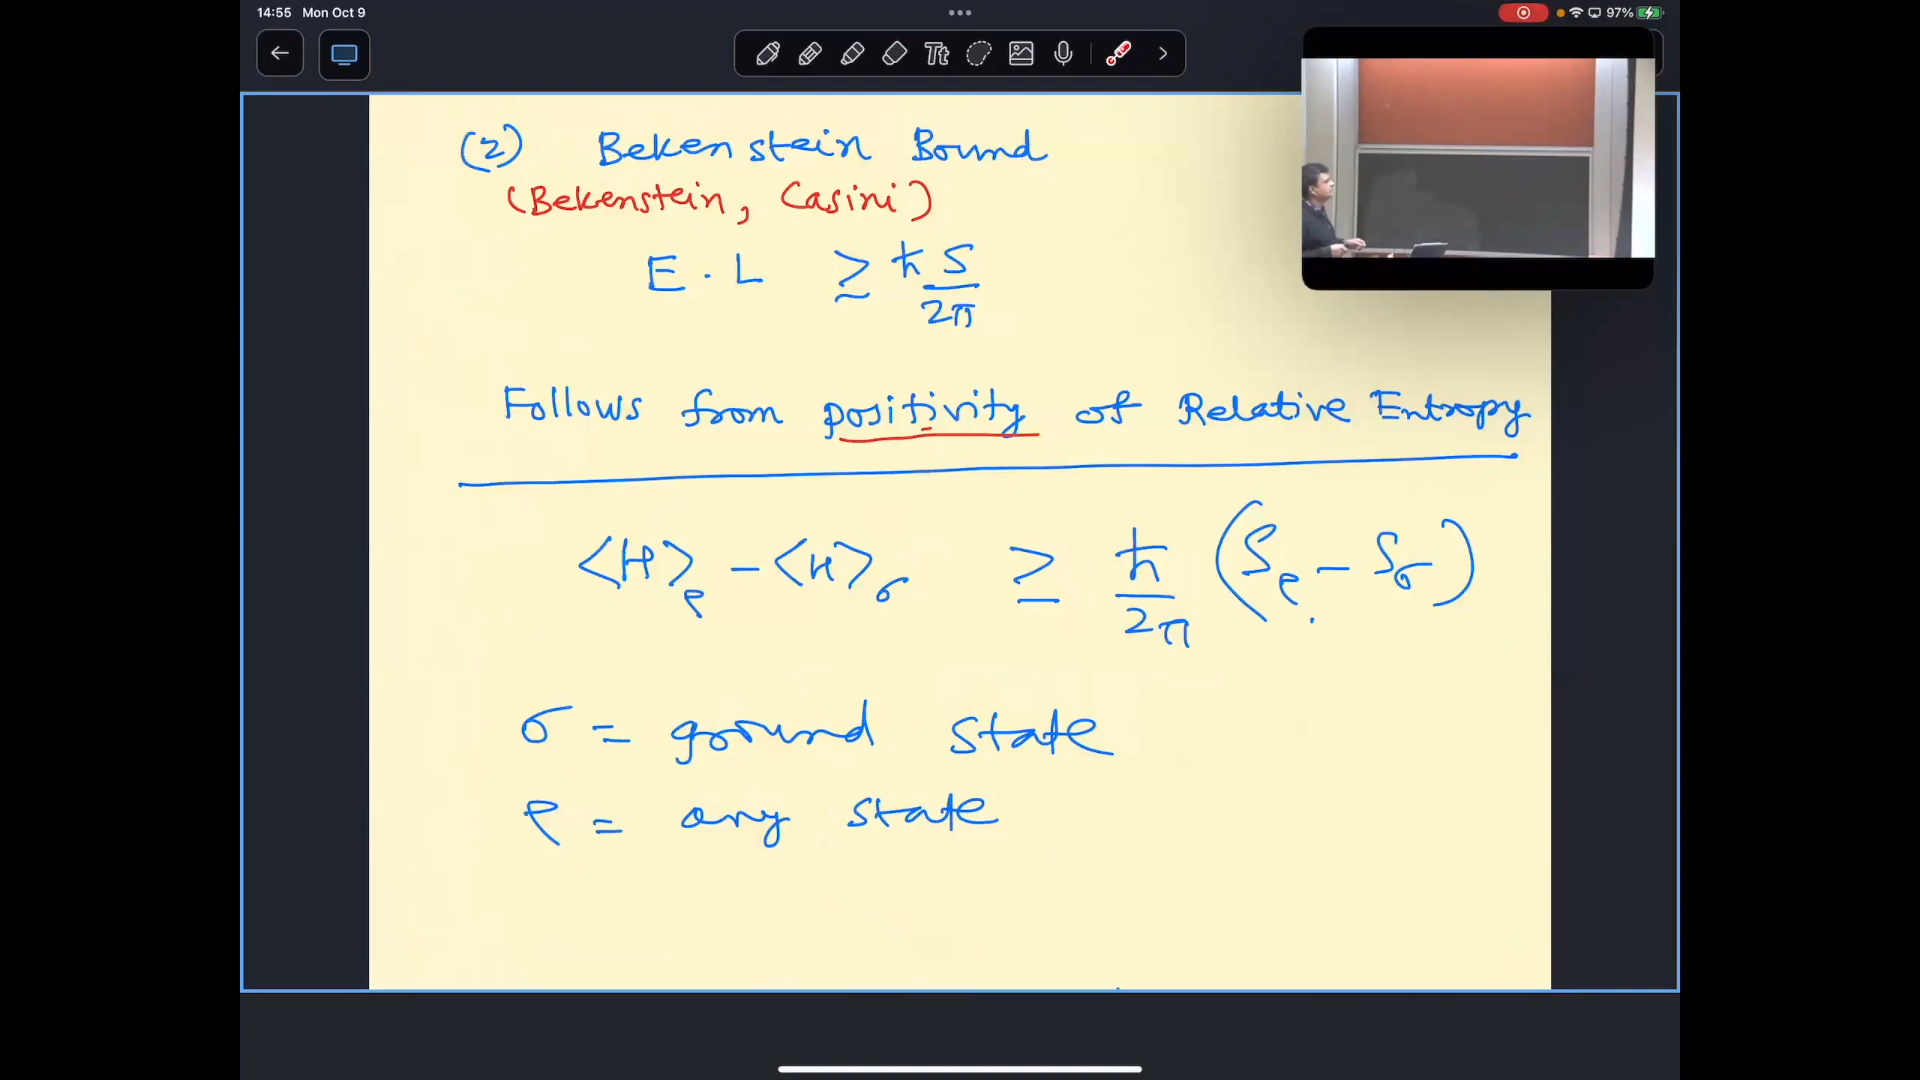 14:55 Mon Oct 9
97%
Tt
(2) Bekenstein Bound
(Bekenstein, Casini)
E . L ≳ ħ S / 2π
Follows from positivity of Relative Entropy
<H>ρ - <H>σ ≥ ħ / 2π (Sρ - Sσ)
σ = ground state
ρ = any state